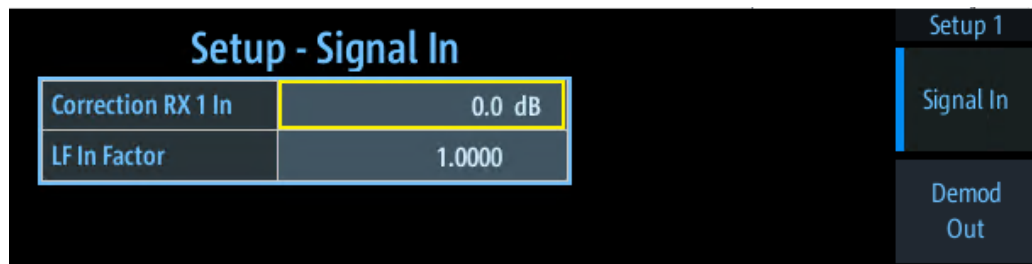 Setup - Signal In
Correction RX 1 In 0.0 dB
LF In Factor 1.0000
Setup 1
Signal In
Demod
Out